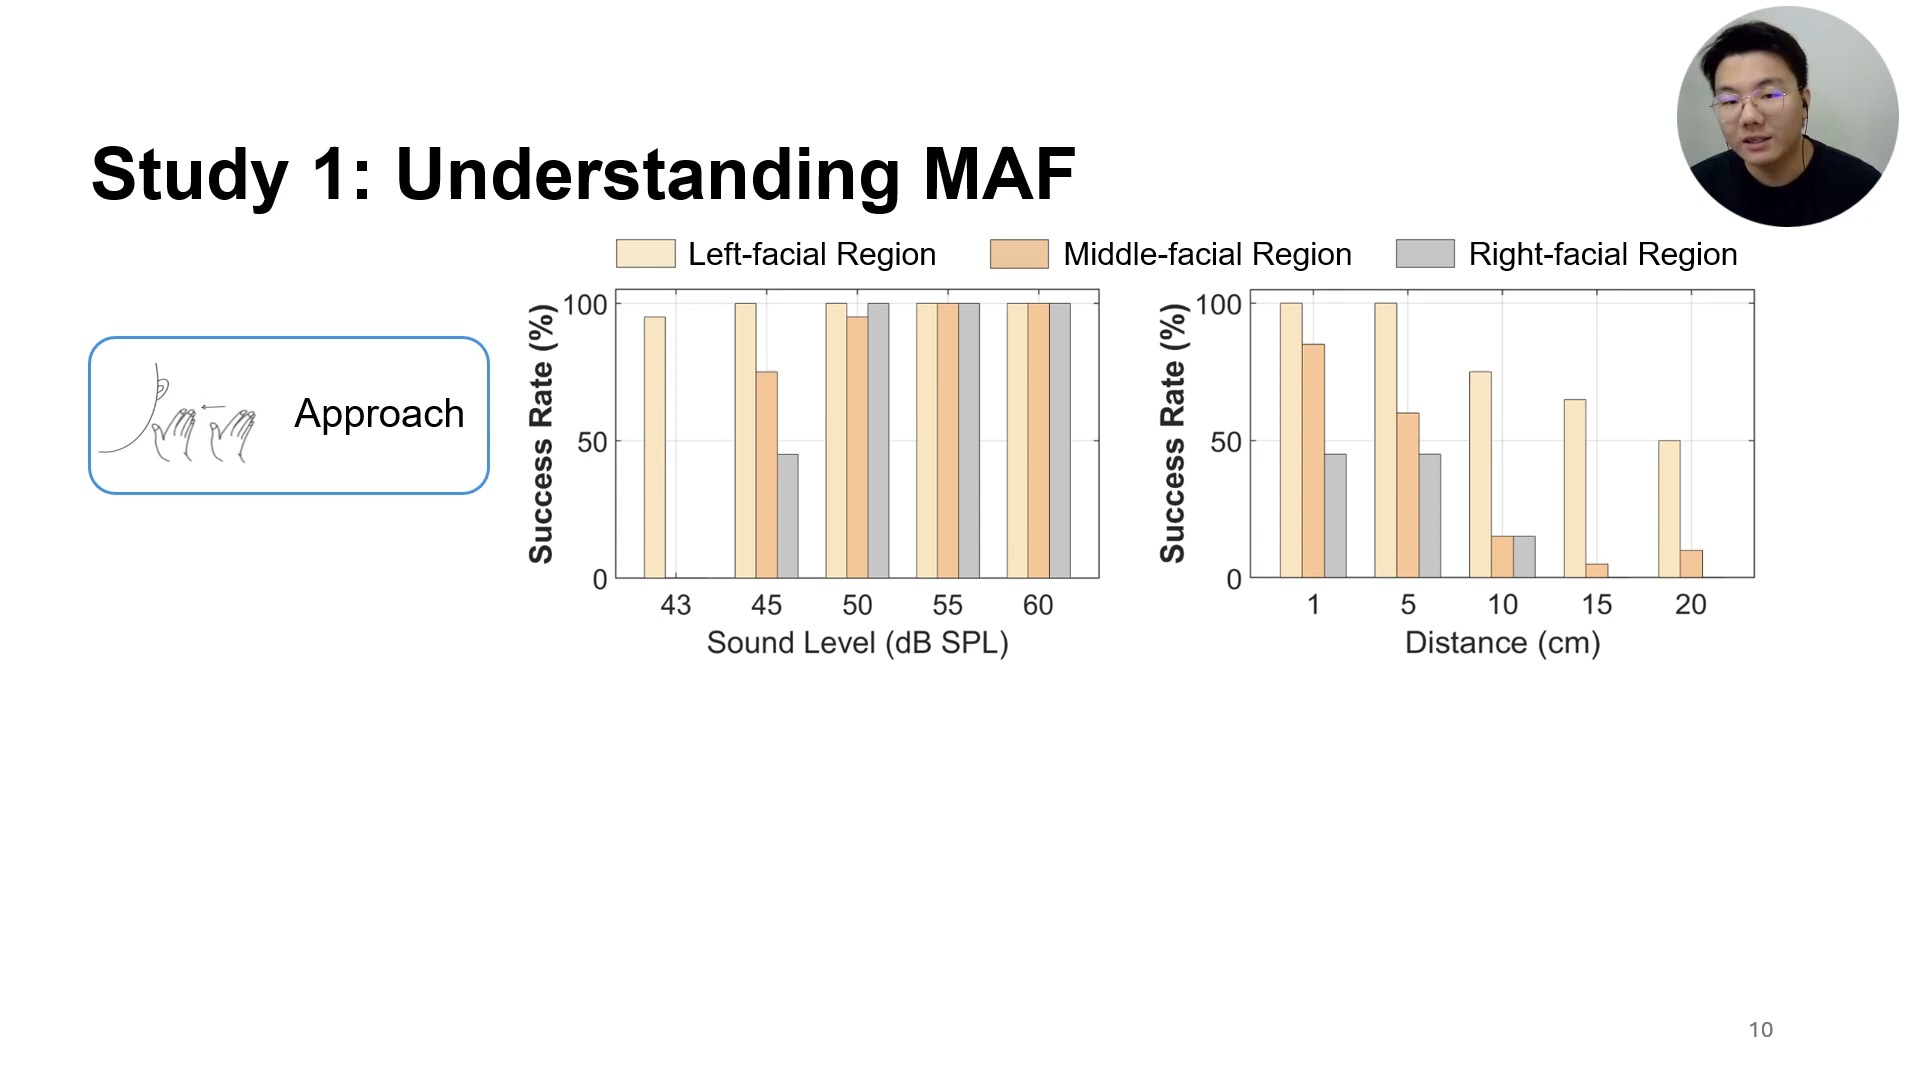 Study 1: Understanding MAF
Left-facial Region
Middle-facial Region
Right-facial Region
Approach
Success Rate (%)
100
50
0
43
45
50
55
60
Sound Level (dB SPL)
Success Rate (%)
100
50
0
1
5
10
15
20
Distance (cm)
10